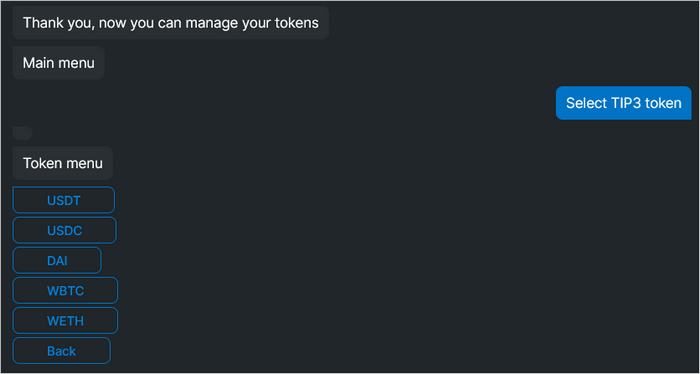 Thank you, now you can manage your tokens
Main menu
Select TIP3 token
Token menu
USDT
USDC
DAI
WBTC
WETH
Back